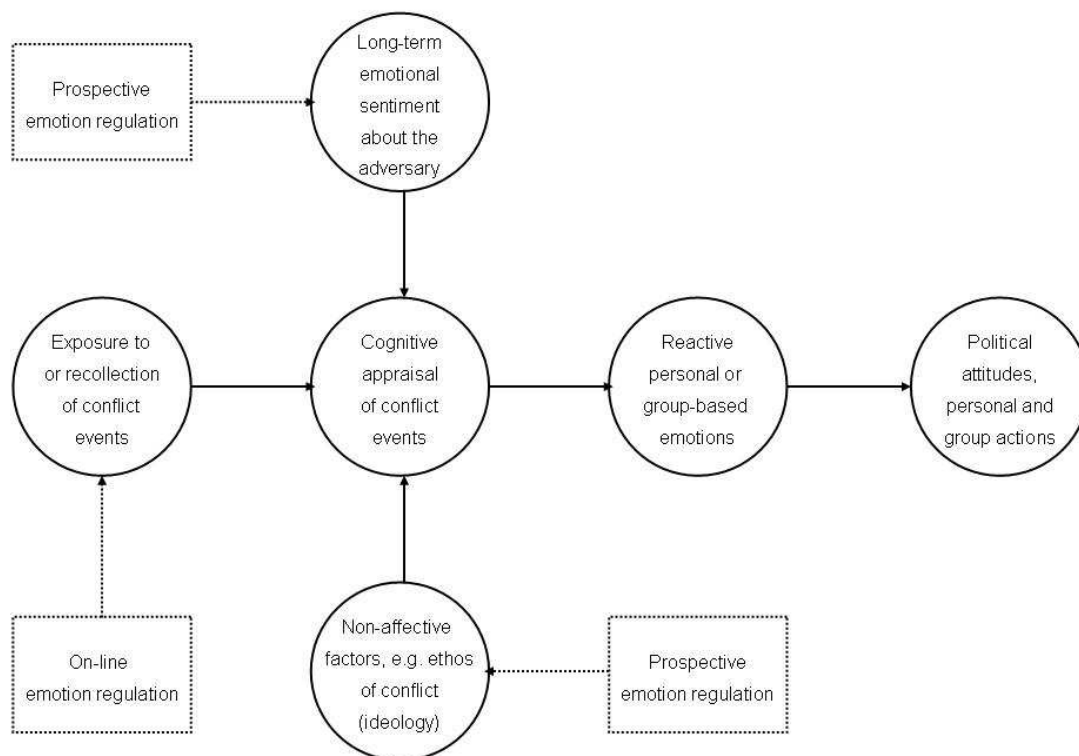 Long-term
emotional
sentiment
about the
adversary
Prospective
emotion regulation
Exposure to
or recollection
of conflict
events
Cognitive
appraisal
of conflict
events
Reactive
personal or
group-based
emotions
Political
attitudes,
personal and
group actions
On-line
emotion regulation
Non-affective
factors, e.g. ethos
of conflict
(ideology)
Prospective
emotion regulation